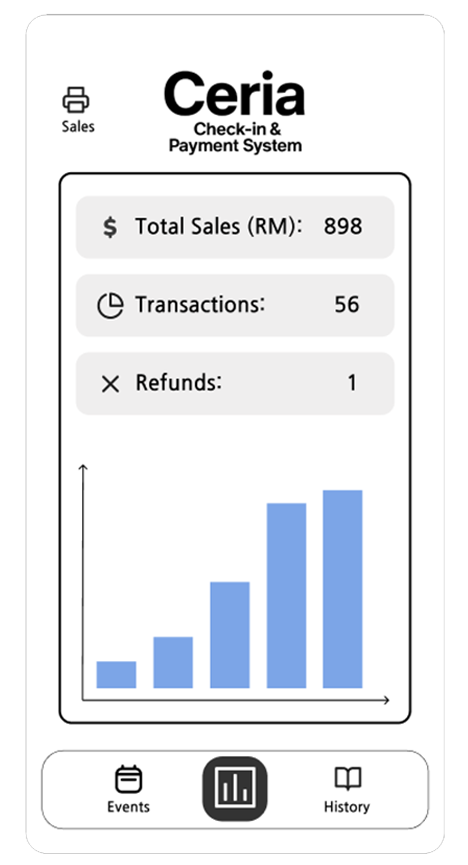 Ceria
Check-in &
Payment System
Sales
$ Total Sales (RM): 898
Transactions: 56
Refunds: 1
Events
History